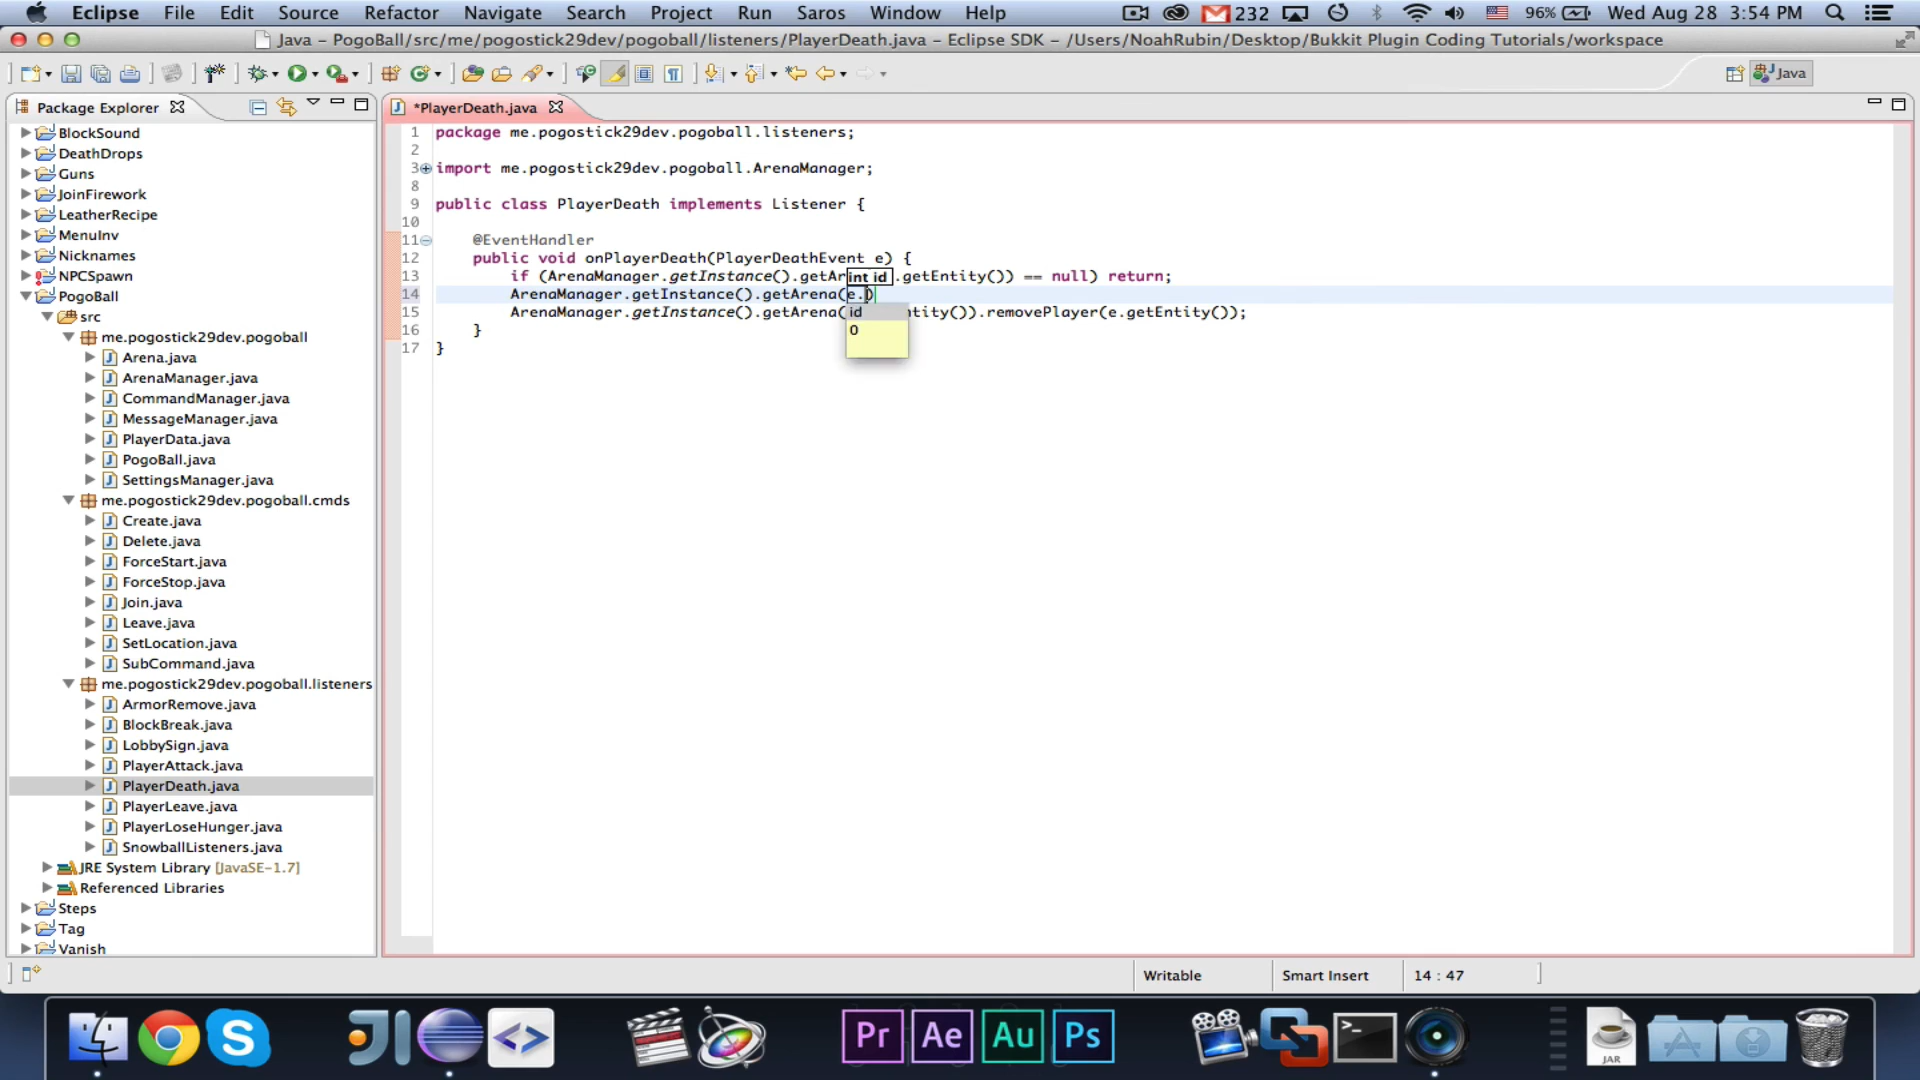 Eclipse File Edit Source Refactor Navigate Search Project Run Saros Window Help 232 96% Wed Aug 28 3:54 PM
Java – PogoBall/src/me/pogostick29dev/pogoball/listeners/PlayerDeath.java – Eclipse SDK – /Users/NoahRubin/Desktop/Bukkit Plugin Coding Tutorials/workspace
Java
Package Explorer
BlockSound
DeathDrops
Guns
JoinFirework
LeatherRecipe
MenuInv
Nicknames
NPCSpawn
PogoBall
src
me.pogostick29dev.pogoball
Arena.java
ArenaManager.java
CommandManager.java
MessageManager.java
PlayerData.java
PogoBall.java
SettingsManager.java
me.pogostick29dev.pogoball.cmds
Create.java
Delete.java
ForceStart.java
ForceStop.java
Join.java
Leave.java
SetLocation.java
SubCommand.java
me.pogostick29dev.pogoball.listeners
ArmorRemove.java
BlockBreak.java
LobbySign.java
PlayerAttack.java
PlayerDeath.java
PlayerLeave.java
PlayerLoseHunger.java
SnowballListeners.java
JRE System Library [JavaSE-1.7]
Referenced Libraries
Steps
Tag
Vanish
*PlayerDeath.java
1 package me.pogostick29dev.pogoball.listeners;
2
3 import me.pogostick29dev.pogoball.ArenaManager;
8
9 public class PlayerDeath implements Listener {
10
11 @EventHandler
12 public void onPlayerDeath(PlayerDeathEvent e) {
13 if (ArenaManager.getInstance().getAr int id .getEntity()) == null) return;
14 ArenaManager.getInstance().getArena(e.)
15 ArenaManager.getInstance().getArena( id tity()).removePlayer(e.getEntity());
16 } 0
17 }
Writable Smart Insert 14 : 47
Pr Ae Au Ps JAR